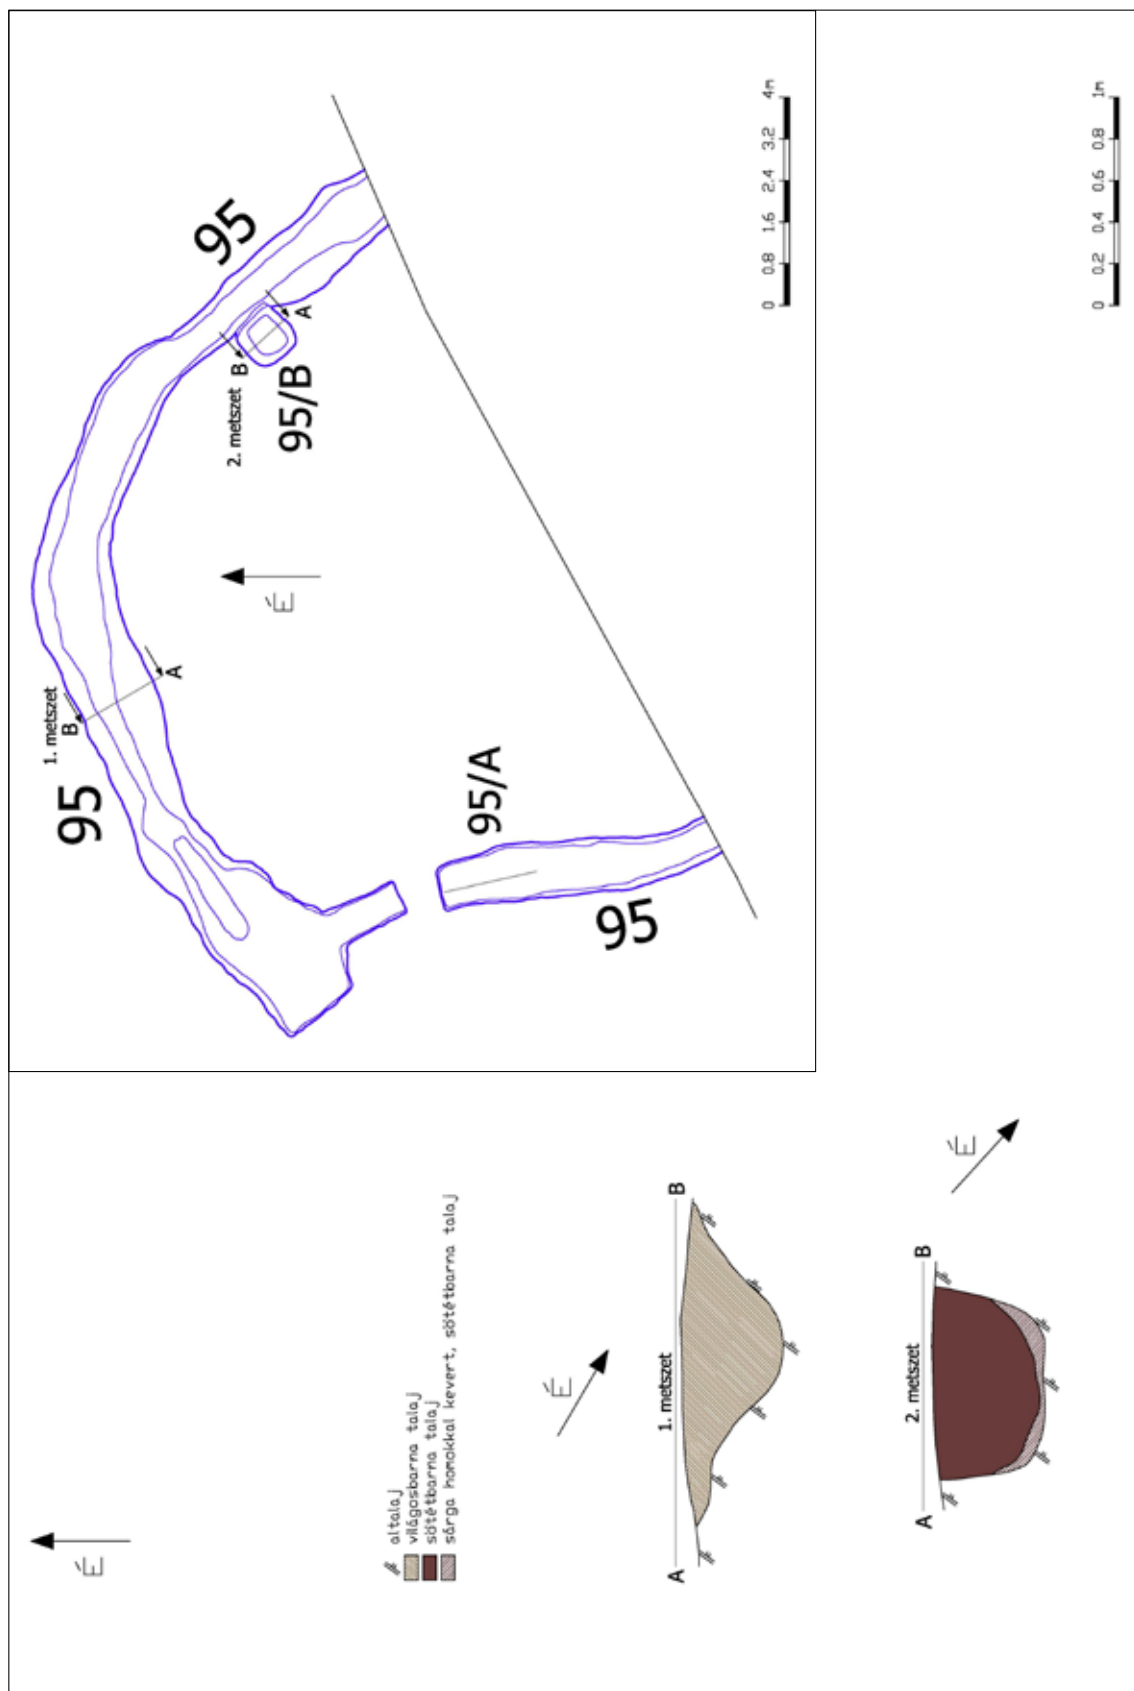 95
95
1. metszet
B
A
2. metszet
B
A
95/B
É
95/A
95
0 0.8 1.6 2.4 3.2 4m
0 0.2 0.4 0.6 0.8 1m
É
altalaj
világosbarna talaj
sötétbarna talaj
sárga homokkal kevert, sötétbarna talaj
É
1. metszet
A B
É
2. metszet
A B